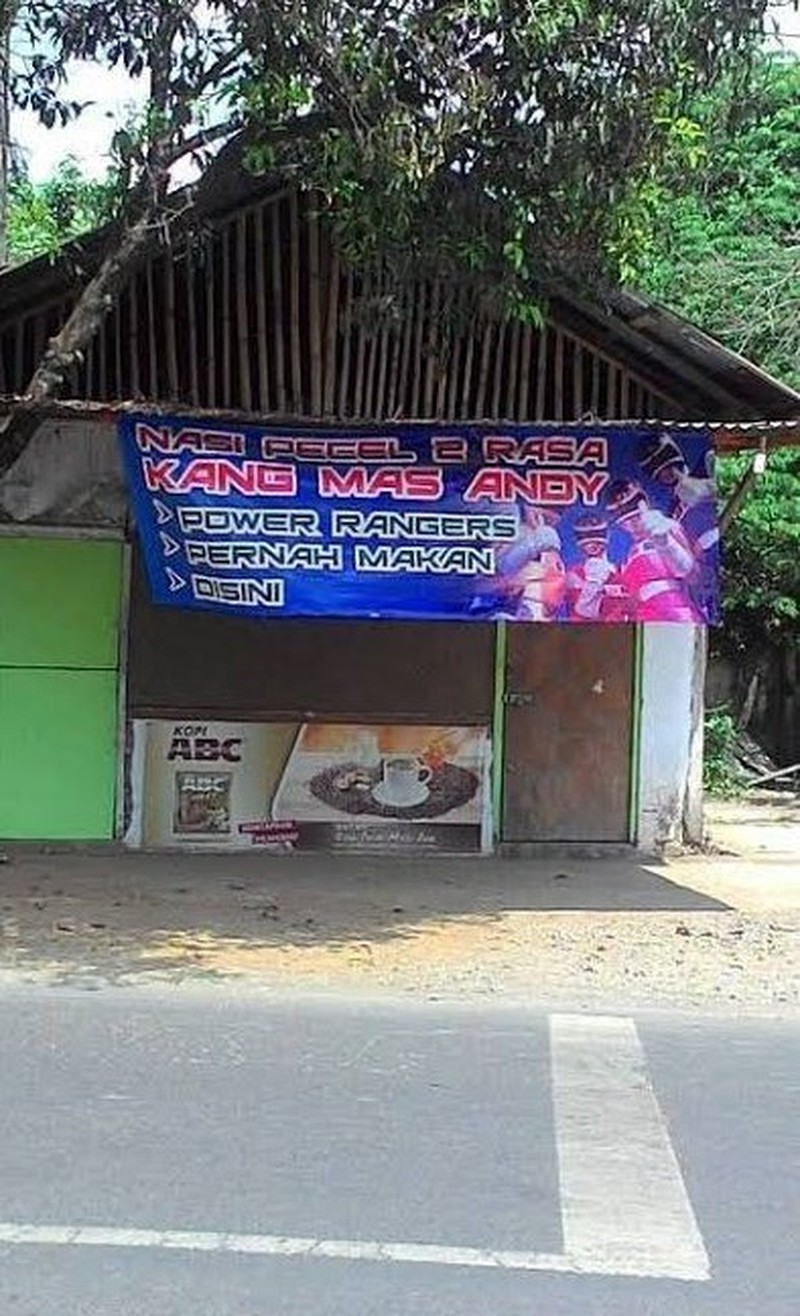 NASI PECEL 2 RASA
KANG MAS ANDY
POWER RANGERS
PERNAH MAKAN
DISINI
KOPI
ABC
ABC